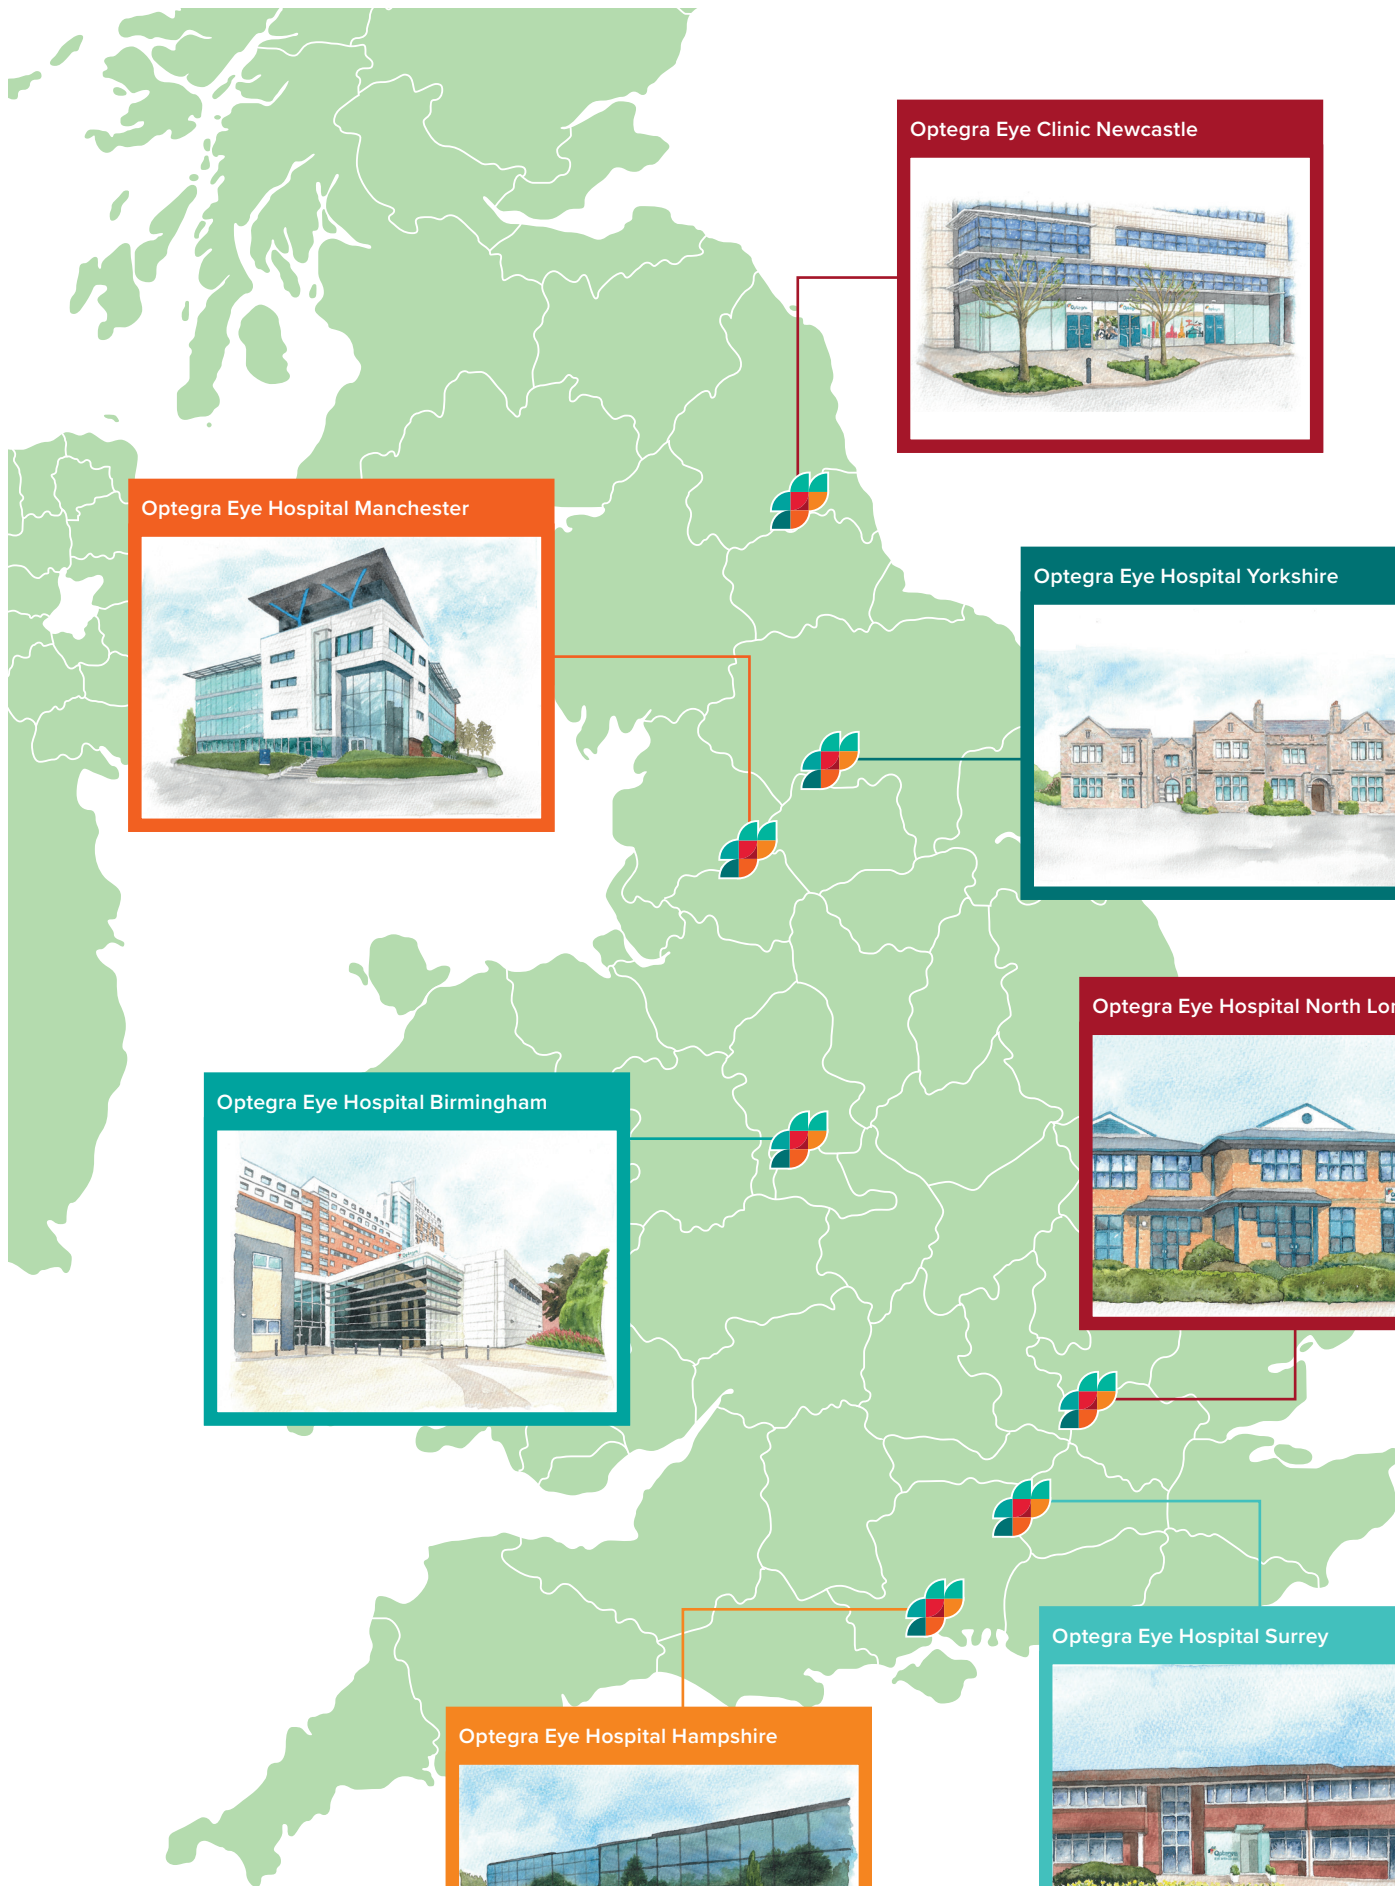 Optegra Eye Clinic Newcastle
Optegra Eye Hospital Manchester
Optegra Eye Hospital Yorkshire
Optegra Eye Hospital North Lon
Optegra Eye Hospital Birmingham
Optegra Eye Hospital Surrey
Optegra Eye Hospital Hampshire